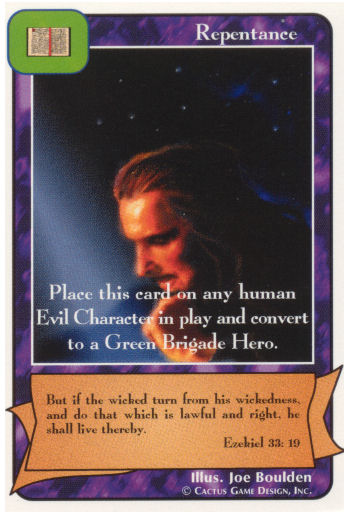 Repentance
Place this card on any human
Evil Character in play and convert
to a Green Brigade Hero.
But if the wicked turn from his wickedness,
and do that which is lawful and right, he
shall live thereby.
Ezekiel 33: 19
Illus. Joe Boulden
© Cactus Game Design, Inc.